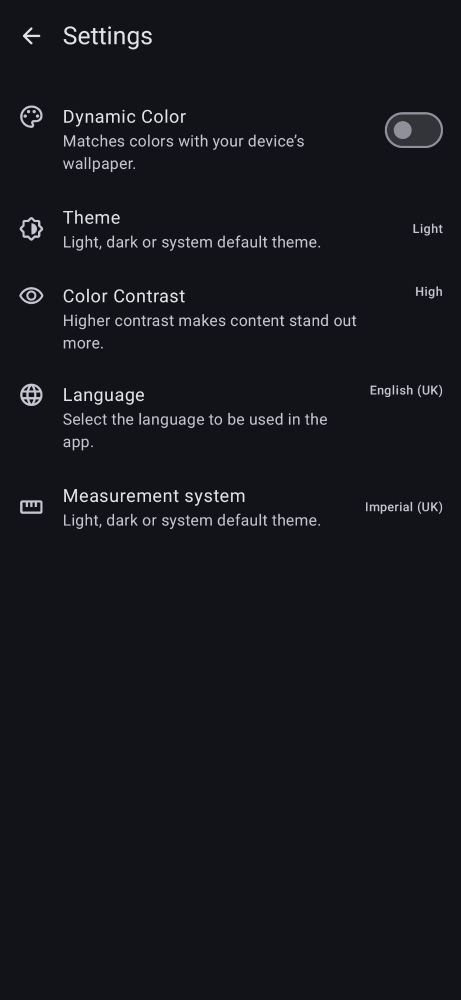 Settings
Dynamic Color
Matches colors with your device’s
wallpaper.
Theme
Light, dark or system default theme.
Light
Color Contrast
High
Higher contrast makes content stand out
more.
Language
English (UK)
Select the language to be used in the
app.
Measurement system
Light, dark or system default theme.
Imperial (UK)